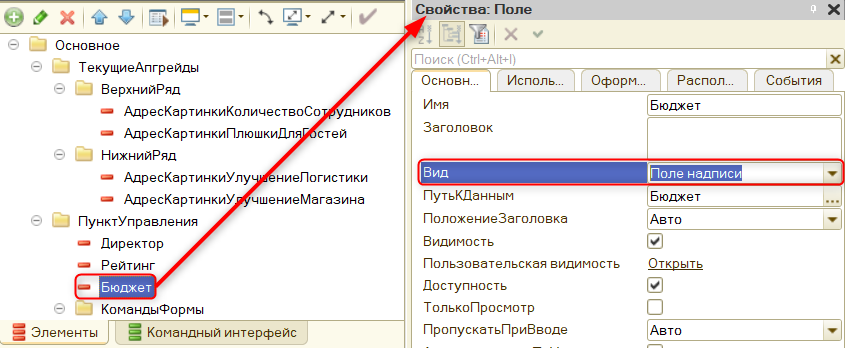 Основное
ТекущиеАпгрейды
ВерхнийРяд
АдресКартинкиКоличествоСотрудников
АдресКартинкиПлюшкиДляГостей
НижнийРяд
АдресКартинкиУлучшениеЛогистики
АдресКартинкиУлучшениеМагазина
ПунктУправления
Директор
Рейтинг
Бюджет
КомандыФормы
Элементы
Командный интерфейс
Свойства: Поле
Поиск (Ctrl+Alt+I)
Основн... Исполь... Оформ... Распол... События
Имя Бюджет
Заголовок
Вид Поле надписи
ПутьКДанным Бюджет ...
ПоложениеЗаголовка Авто
Видимость
Пользовательская видимость Открыть
Доступность
ТолькоПросмотр
ПропускатьПриВводе Авто